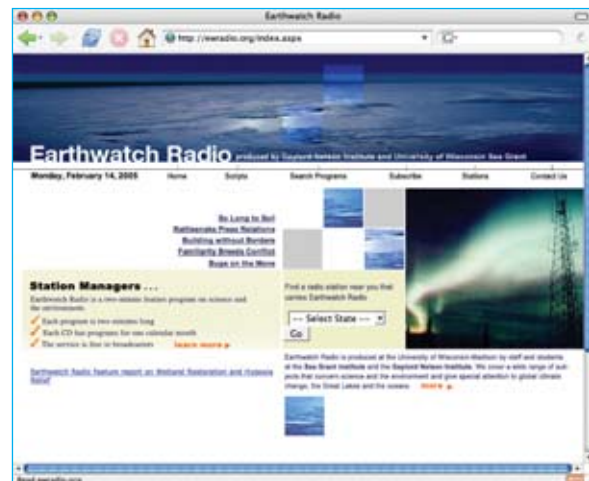 Earthwatch Radio
http://ewradio.org/index.aspx
Earthwatch Radio produced by Gaylord Nelson Institute and University of Wisconsin Sea Grant
Monday, February 14, 2005 Home Scripts Search Programs Subscribe Stations Contact Us
So Long to Soil
Rattlesnake Press Relations
Building without Borders
Familiarity Breeds Conflict
Bugs on the Move
Station Managers . . .
Earthwatch Radio is a two-minute feature program on science and
the environment.
Each program is two minutes long
Each CD has programs for one calendar month
The service is free to broadcasters learn more
Find a radio station near you that
carries Earthwatch Radio
--- Select State ---
Go
Earthwatch Radio feature report on Wetland Restoration and
Relief
Earthwatch Radio is produced at the University of Wisconsin-Madison by staff and students
at the Sea Grant Institute and the Gaylord Nelson Institute. We cover a wide range of sub-
jects that concern science and the environment and give special attention to global climate
change, the Great Lakes and the oceans. more
Read ewradio.org